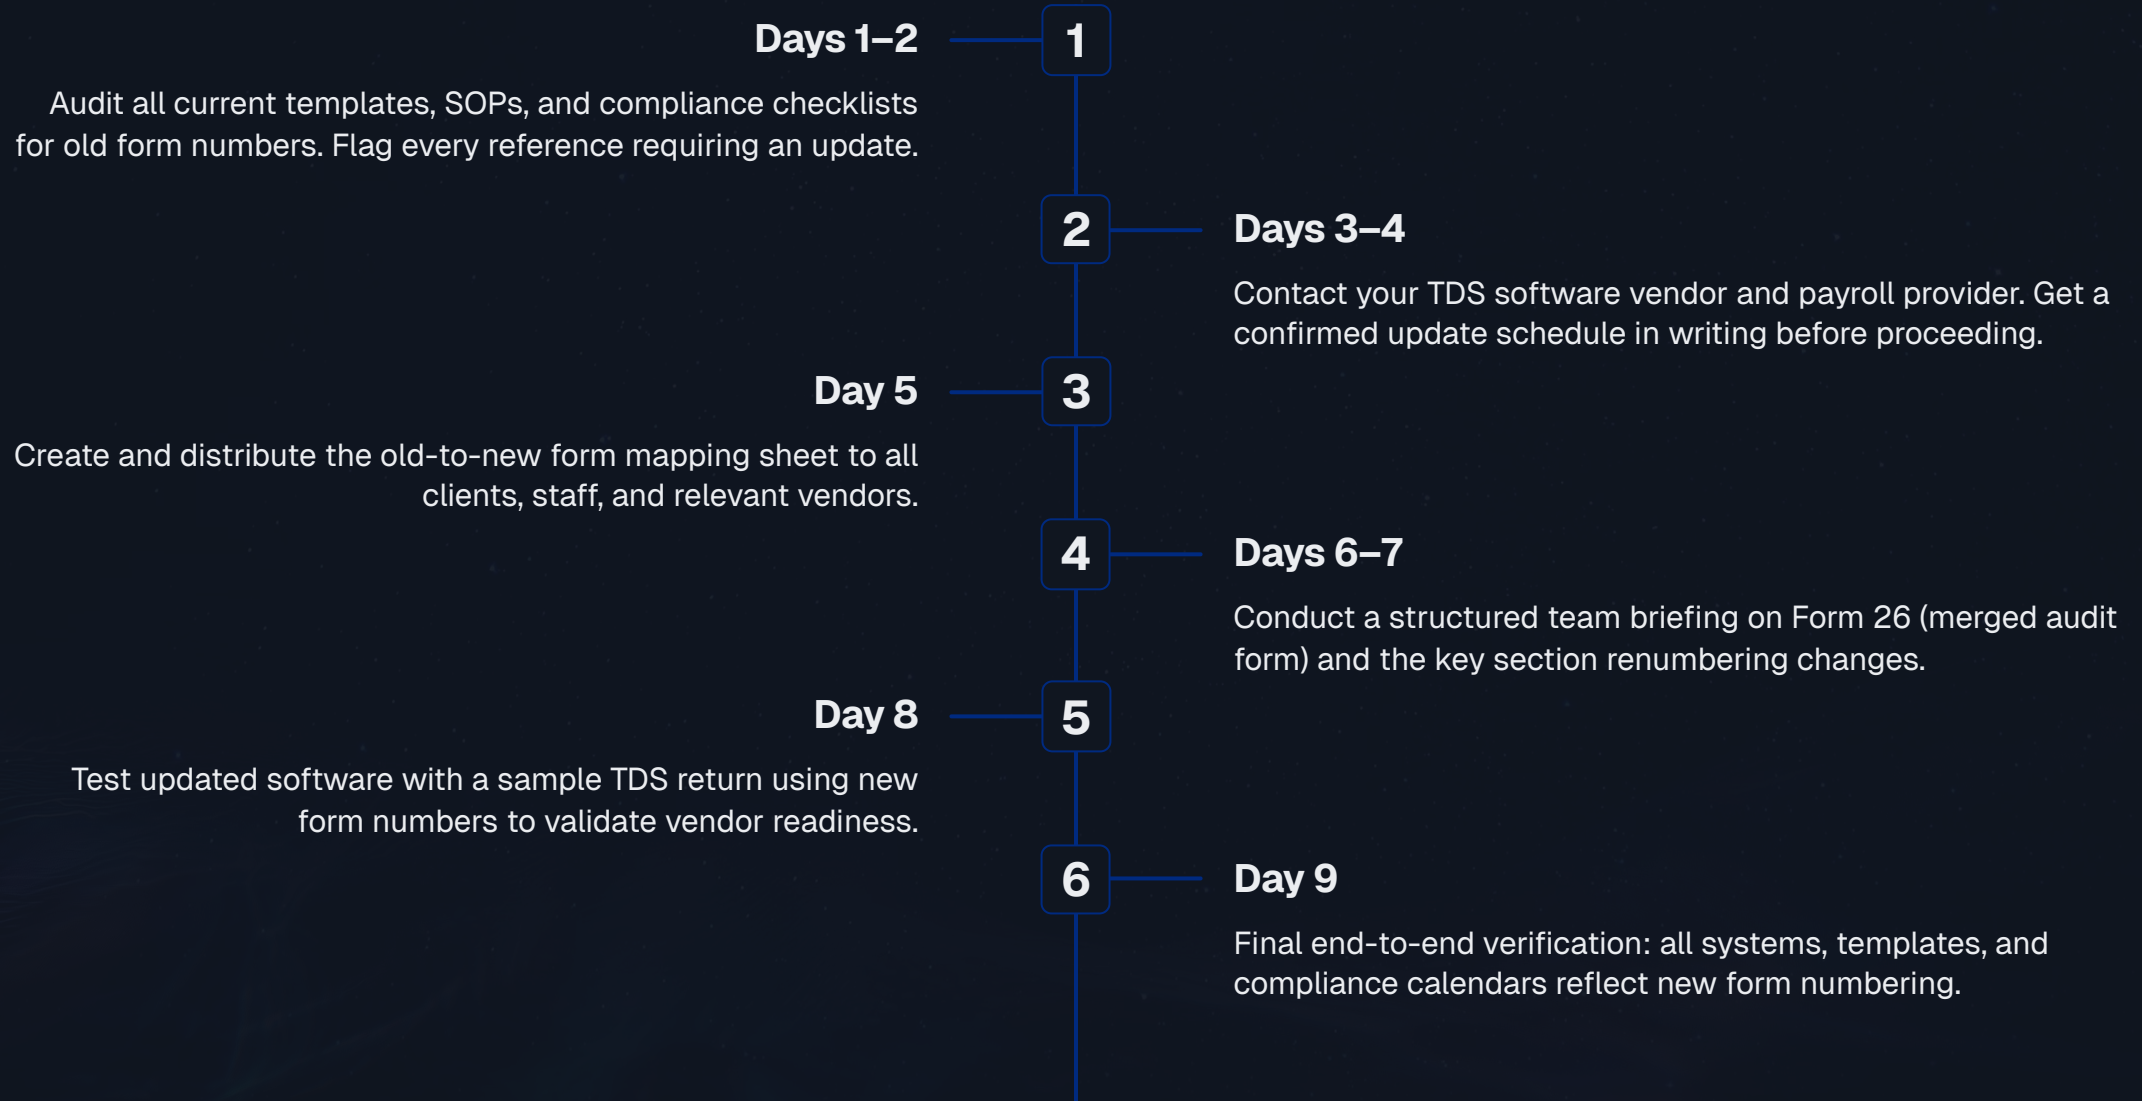 Days 1–2
1
Audit all current templates, SOPs, and compliance checklists
for old form numbers. Flag every reference requiring an update.
2
Days 3–4
Contact your TDS software vendor and payroll provider. Get a
confirmed update schedule in writing before proceeding.
Day 5
3
Create and distribute the old-to-new form mapping sheet to all
clients, staff, and relevant vendors.
4
Days 6–7
Conduct a structured team briefing on Form 26 (merged audit
form) and the key section renumbering changes.
Day 8
5
Test updated software with a sample TDS return using new
form numbers to validate vendor readiness.
6
Day 9
Final end-to-end verification: all systems, templates, and
compliance calendars reflect new form numbering.